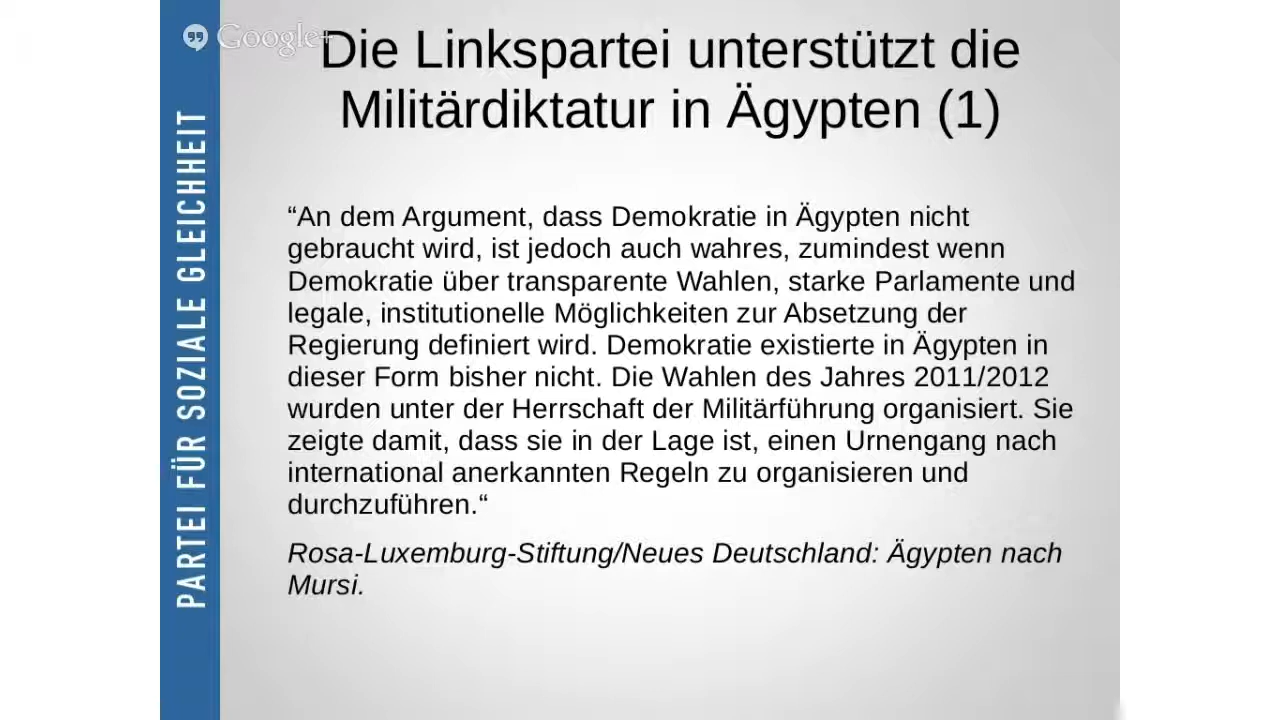 Google+
Die Linkspartei unterstützt die
Militärdiktatur in Ägypten (1)
PARTEI FÜR SOZIALE GLEICHHEIT
“An dem Argument, dass Demokratie in Ägypten nicht
gebraucht wird, ist jedoch auch wahres, zumindest wenn
Demokratie über transparente Wahlen, starke Parlamente und
legale, institutionelle Möglichkeiten zur Absetzung der
Regierung definiert wird. Demokratie existierte in Ägypten in
dieser Form bisher nicht. Die Wahlen des Jahres 2011/2012
wurden unter der Herrschaft der Militärführung organisiert. Sie
zeigte damit, dass sie in der Lage ist, einen Urnengang nach
international anerkannten Regeln zu organisieren und
durchzuführen.“
Rosa-Luxemburg-Stiftung/Neues Deutschland: Ägypten nach
Mursi.